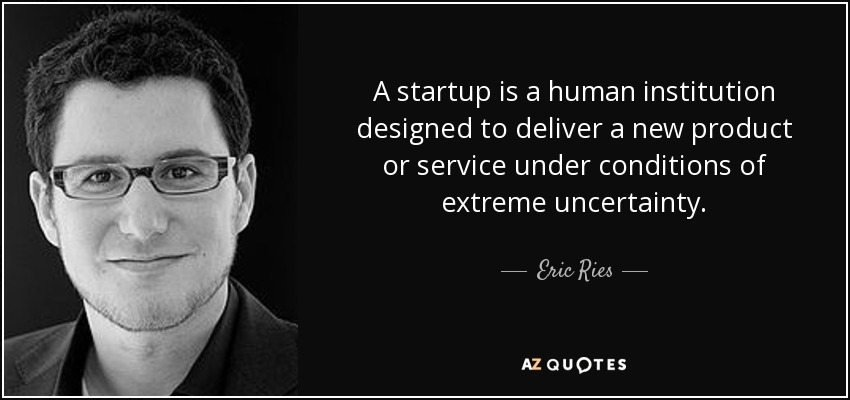 A startup is a human institution
designed to deliver a new product
or service under conditions of
extreme uncertainty.
Eric Ries
AZ QUOTES